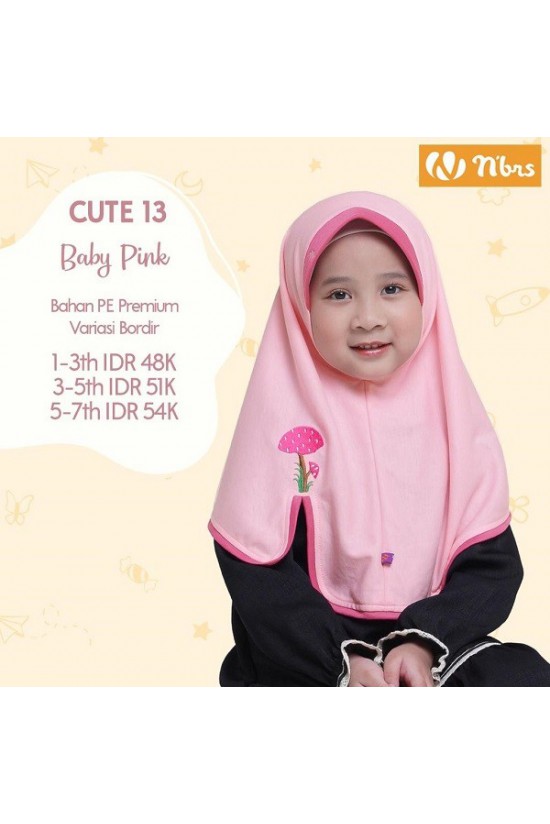 N'brs
CUTE 13
Baby Pink
Bahan PE Premium
Variasi Bordir
1-3th IDR 48K
3-5th IDR 51K
5-7th IDR 54K